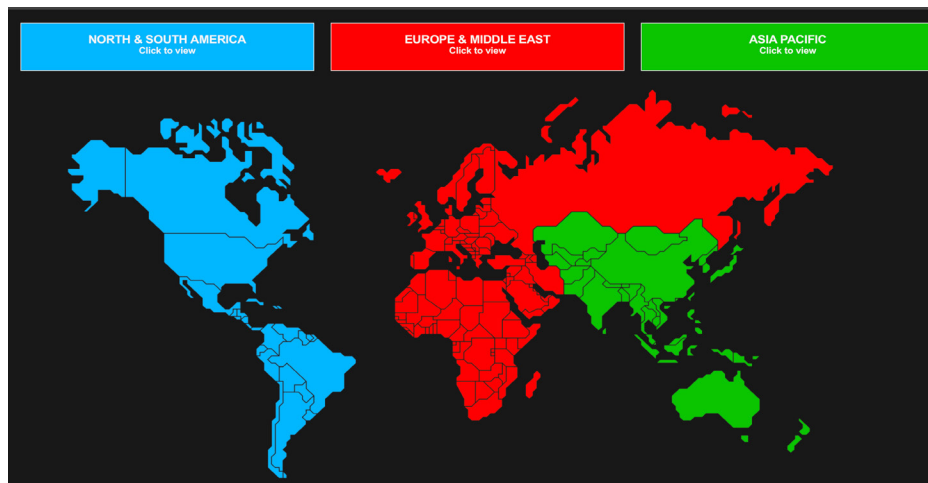 NORTH & SOUTH AMERICA
Click to view
EUROPE & MIDDLE EAST
Click to view
ASIA PACIFIC
Click to view